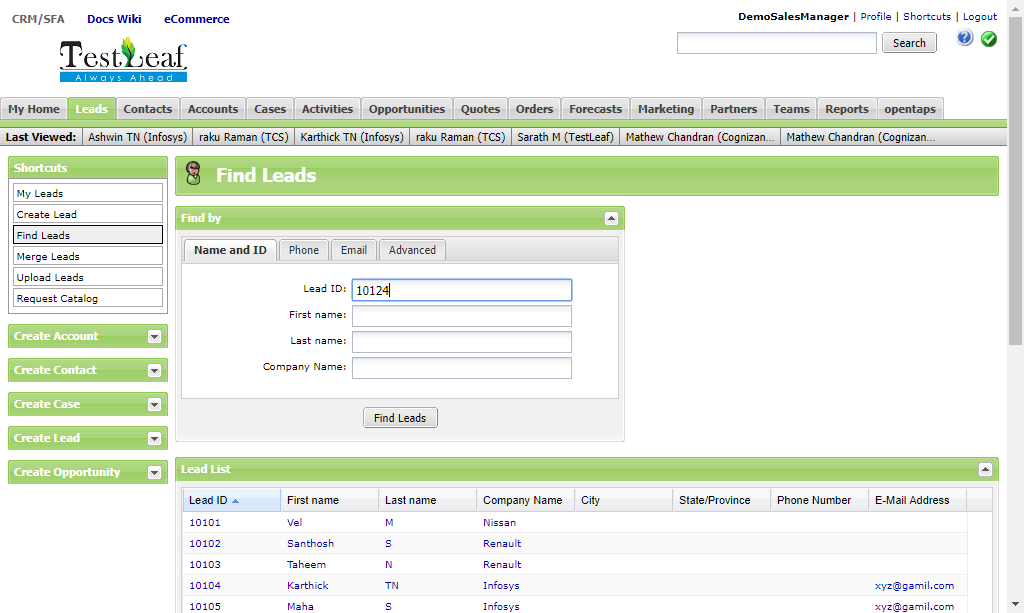 CRM/SFA Docs Wiki eCommerce
DemoSalesManager | Profile | Shortcuts | Logout
TestLeaf
Always Ahead
Search
My Home Leads Contacts Accounts Cases Activities Opportunities Quotes Orders Forecasts Marketing Partners Teams Reports opentaps
Last Viewed: Ashwin TN (Infosys) raku Raman (TCS) Karthick TN (Infosys) raku Raman (TCS) Sarath M (TestLeaf) Mathew Chandran (Cognizan... Mathew Chandran (Cognizan...
Shortcuts
My Leads
Create Lead
Find Leads
Merge Leads
Upload Leads
Request Catalog
Create Account
Create Contact
Create Case
Create Lead
Create Opportunity
Find Leads
Find by
Name and ID Phone Email Advanced
Lead ID: 10124
First name:
Last name:
Company Name:
Find Leads
Lead List
Lead ID First name Last name Company Name City State/Province Phone Number E-Mail Address
10101 Vel M Nissan
10102 Santhosh S Renault
10103 Taheem N Renault
10104 Karthick TN Infosys xyz@gamil.com
10105 Maha S Infosys xyz@gamil.com